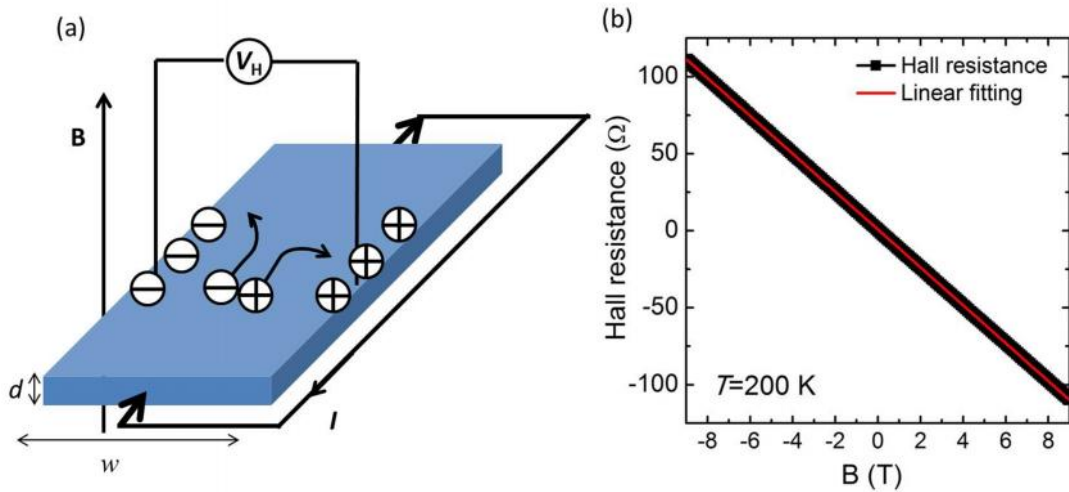 (a)
V_H
B
d
w
I
(b)
Hall resistance (Ω)
100
50
0
-50
-100
Hall resistance
Linear fitting
T=200 K
-8 -6 -4 -2 0 2 4 6 8
B (T)